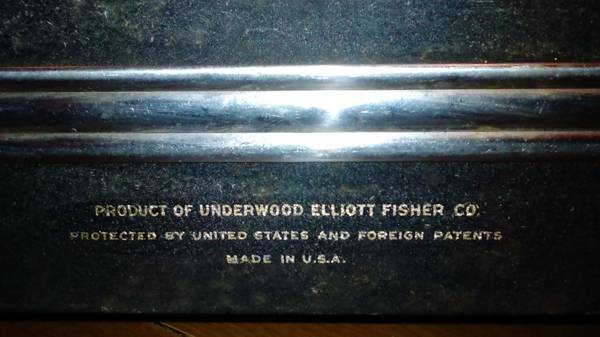 PRODUCT OF UNDERWOOD ELLIOTT FISHER CO.
PROTECTED BY UNITED STATES AND FOREIGN PATENTS
MADE IN U.S.A.